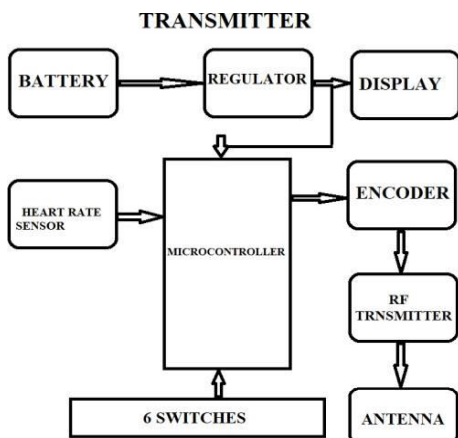 TRANSMITTER
BATTERY
REGULATOR
DISPLAY
HEART RATE
SENSOR
MICROCONTROLLER
ENCODER
RF
TRNSMITTER
6 SWITCHES
ANTENNA